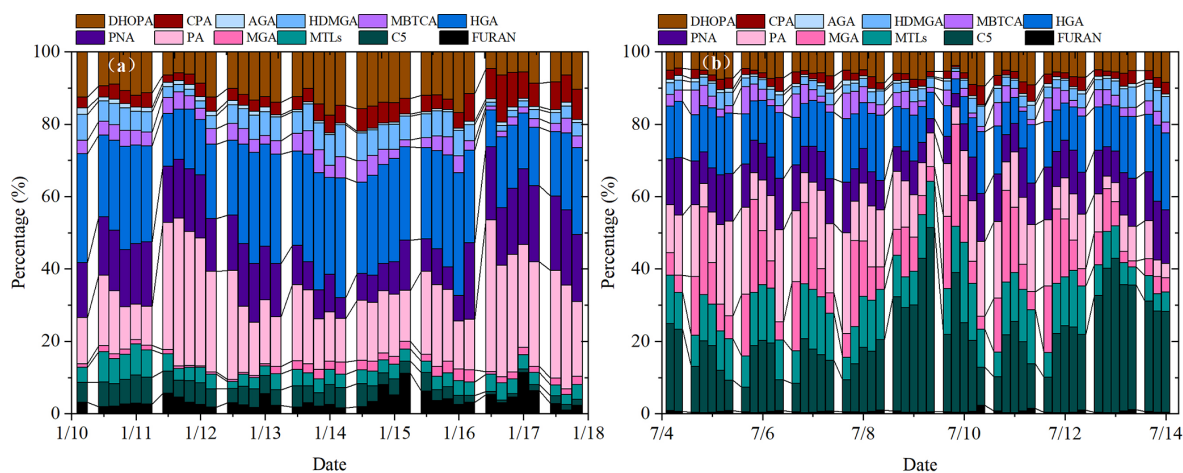 DHOPA CPA AGA HDMGA MBTCA HGA
PNA PA MGA MTLs C5 FURAN
(a)
100
80
60
40
20
0
Percentage (%)
1/10 1/11 1/12 1/13 1/14 1/15 1/16 1/17 1/18
Date
DHOPA CPA AGA HDMGA MBTCA HGA
PNA PA MGA MTLs C5 FURAN
(b)
100
80
60
40
20
0
Percentage (%)
7/4 7/6 7/8 7/10 7/12 7/14
Date